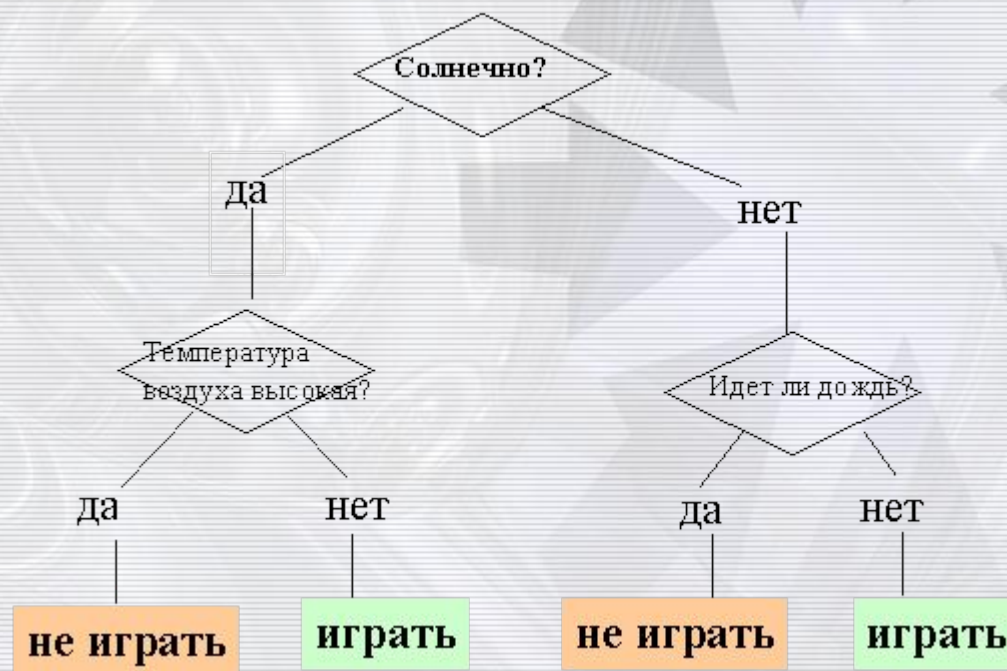 Солнечно?
да
нет
Температура
воздуха высокая?
Идет ли дождь?
да
нет
да
нет
не играть
играть
не играть
играть